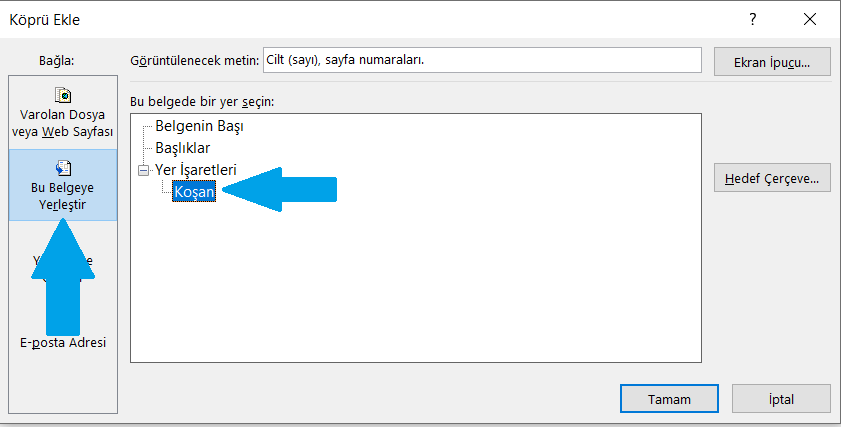 Köprü Ekle
?
Bağla:
Görüntülenecek metin: Cilt (sayı), sayfa numaraları.
Ekran İpucu...
Varolan Dosya
veya Web Sayfası
Bu Belgeye
Yerleştir
E-posta Adresi
Bu belgede bir yer seçin:
Belgenin Başı
Başlıklar
Yer İşaretleri
Koşan
Hedef Çerçeve...
Tamam
İptal